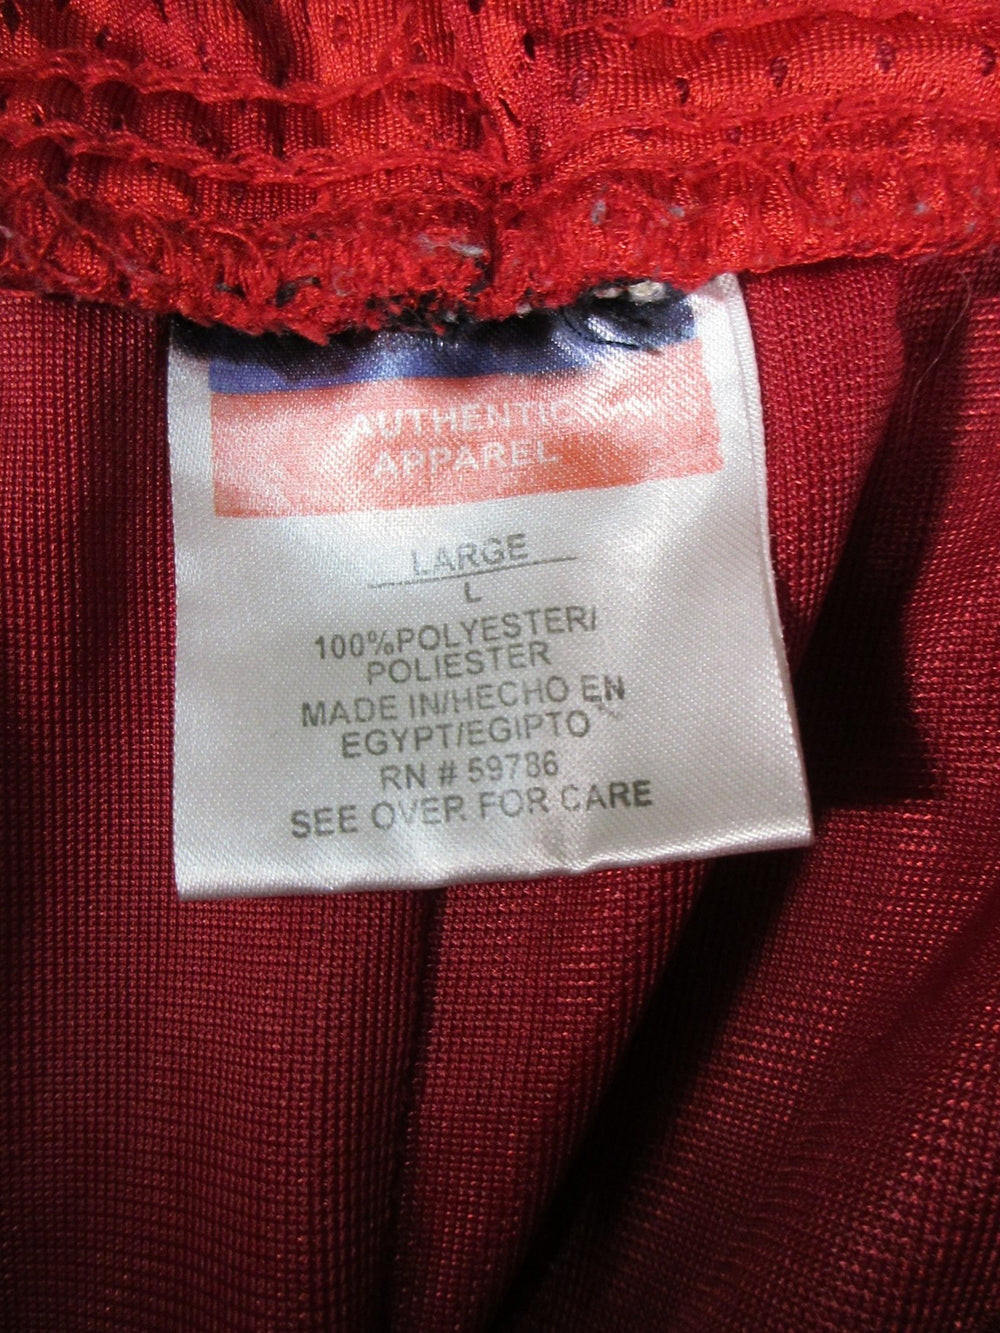 AUTHENTIC
APPAREL
LARGE
L
100%POLYESTER/
POLIESTER
MADE IN/HECHO EN
EGYPT/EGIPTO
RN # 59786
SEE OVER FOR CARE